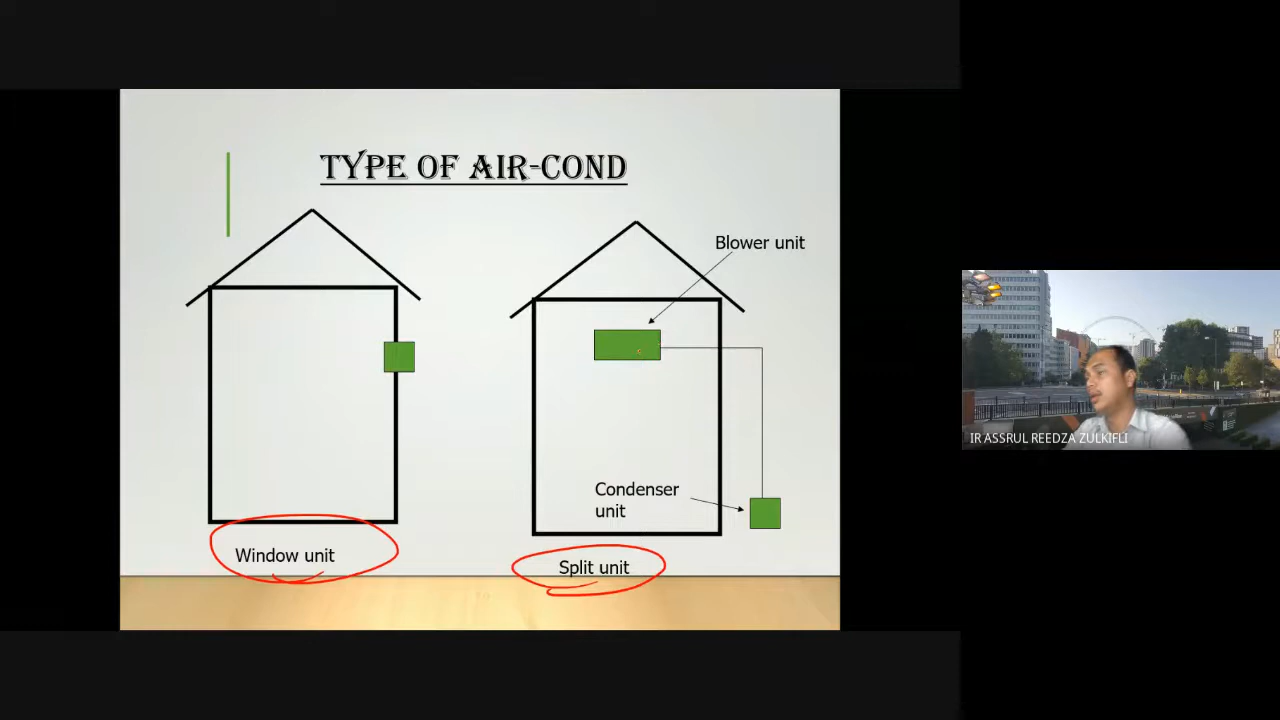 TYPE OF AIR-COND
Blower unit
Condenser
unit
Window unit
Split unit
IR ASSRUL REEDZA ZULKIFLI